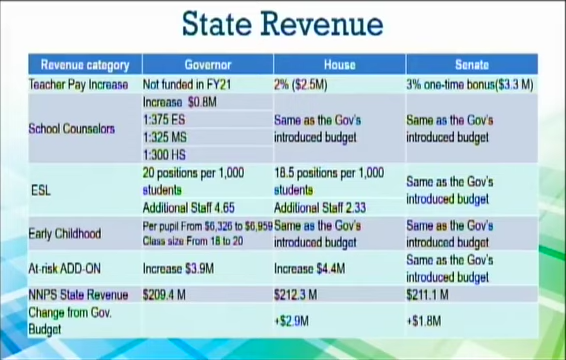 State Revenue
Revenue category Governor House Senate
Teacher Pay Increase Not funded in FY21 2% ($2.5M) 3% one-time bonus($3.3 M)
School Counselors
Increase $0.8M
1:375 ES
1:325 MS
1:300 HS
Same as the Gov's
introduced budget
Same as the Gov's
introduced budget
ESL
20 positions per 1,000
students
Additional Staff 4.65
18.5 positions per 1,000
students
Additional Staff 2.33
Same as the Gov's
introduced budget
Early Childhood
Per pupil From $6,326 to $6,959
Class size From 18 to 20
Same as the Gov's
introduced budget
Same as the Gov's
introduced budget
At-risk ADD-ON Increase $3.9M Increase $4.4M
Same as the Gov's
introduced budget
NNPS State Revenue $209.4 M $212.3 M $211.1 M
Change from Gov.
Budget
+$2.9M +$1.8M